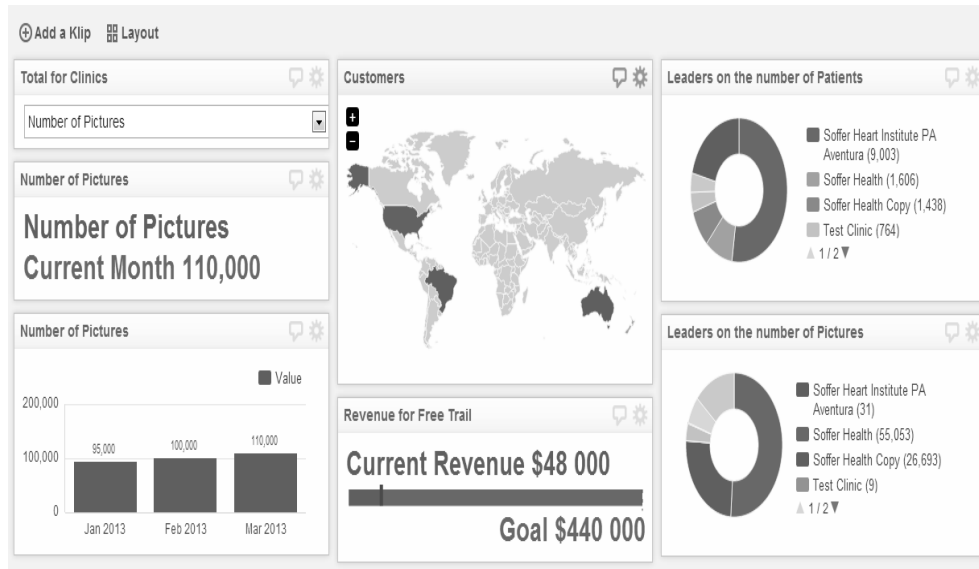 Add a Klip
Layout
Total for Clinics
Number of Pictures
Number of Pictures
Number of Pictures
Current Month 110,000
Number of Pictures
Value
200,000
100,000
0
95,000
100,000
110,000
Jan 2013
Feb 2013
Mar 2013
Customers
+
−
Revenue for Free Trail
Current Revenue $48 000
Goal $440 000
Leaders on the number of Patients
Soffer Heart Institute PA
Aventura (9,003)
Soffer Health (1,606)
Soffer Health Copy (1,438)
Test Clinic (764)
1 / 2
Leaders on the number of Pictures
Soffer Heart Institute PA
Aventura (31)
Soffer Health (55,053)
Soffer Health Copy (26,693)
Test Clinic (9)
1 / 2